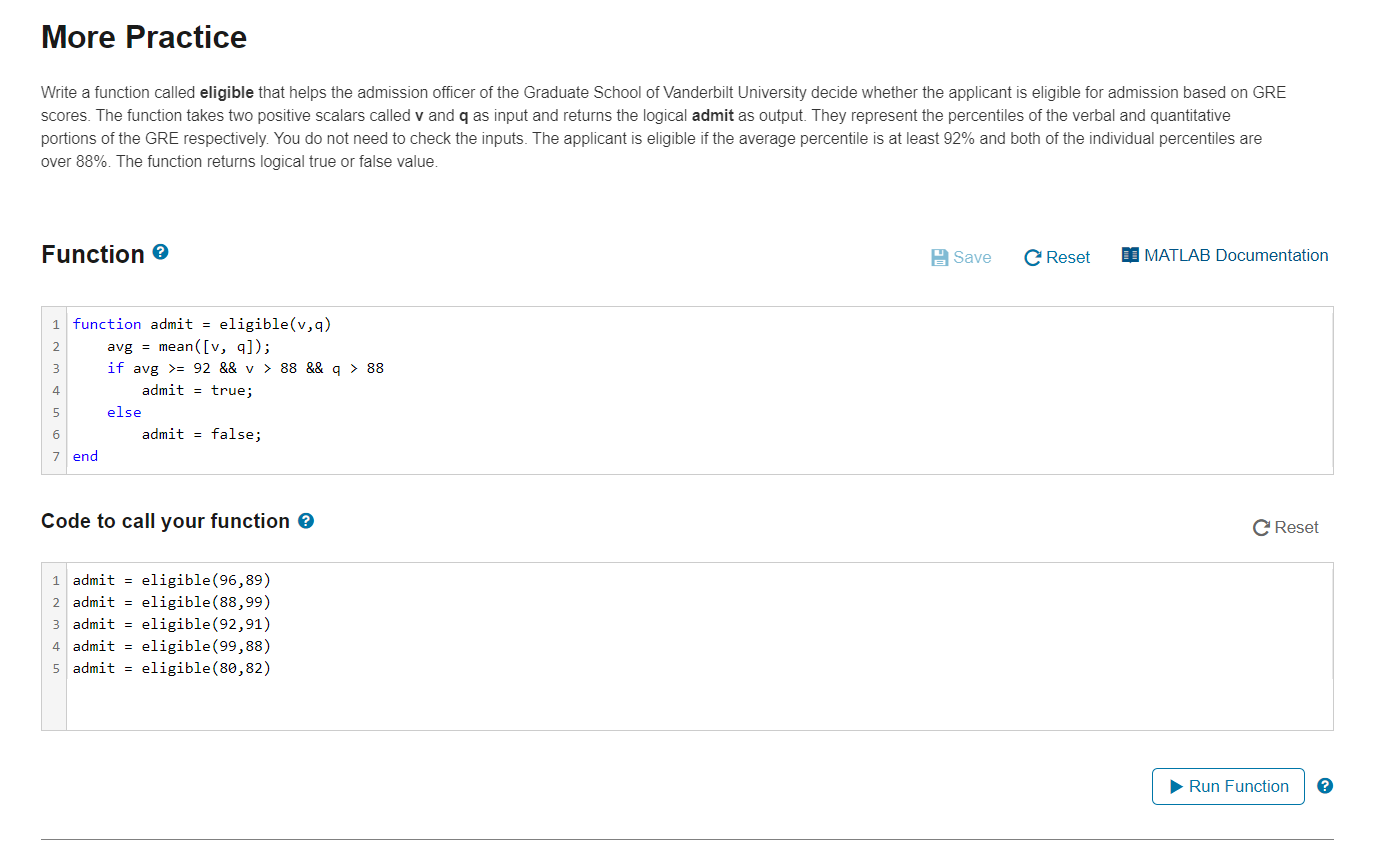 More Practice
Write a function called eligible that helps the admission officer of the Graduate School of Vanderbilt University decide whether the applicant is eligible for admission based on GRE
scores. The function takes two positive scalars called v and q as input and returns the logical admit as output. They represent the percentiles of the verbal and quantitative
portions of the GRE respectively. You do not need to check the inputs. The applicant is eligible if the average percentile is at least 92% and both of the individual percentiles are
over 88%. The function returns logical true or false value.
Function ?
Save Reset MATLAB Documentation
1 function admit = eligible(v,q)
2     avg = mean([v, q]);
3     if avg >= 92 && v > 88 && q > 88
4         admit = true;
5     else
6         admit = false;
7 end
Code to call your function ?
Reset
1 admit = eligible(96,89)
2 admit = eligible(88,99)
3 admit = eligible(92,91)
4 admit = eligible(99,88)
5 admit = eligible(80,82)
Run Function ?